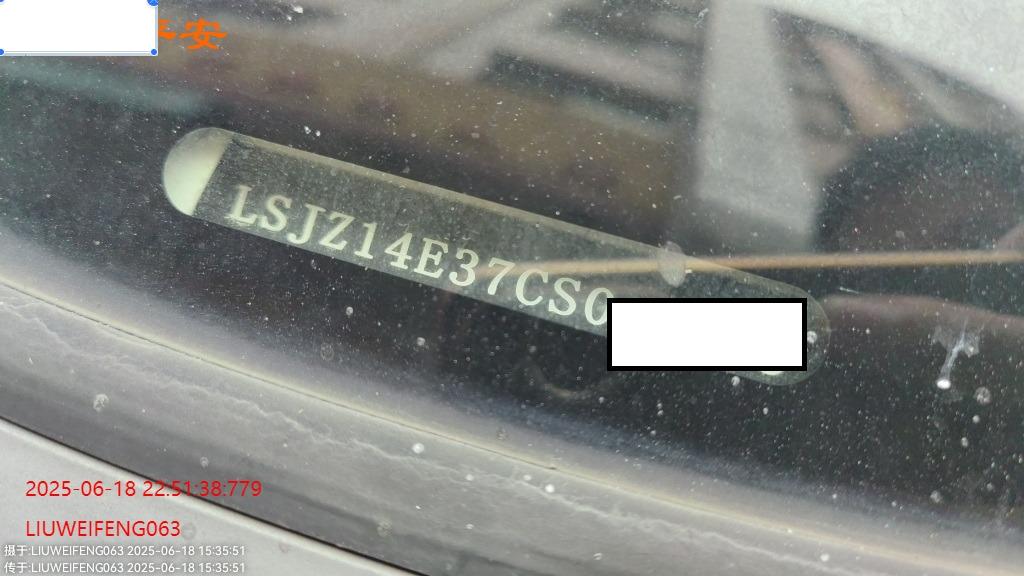 平安
LSJZ14E37CS0
2025-06-18 22:51:38:779
LIUWEIFENG063
摄于:LIUWEIFENG063 2025-06-18 15:35:51
传于:LIUWEIFENG063 2025-06-18 15:35:51